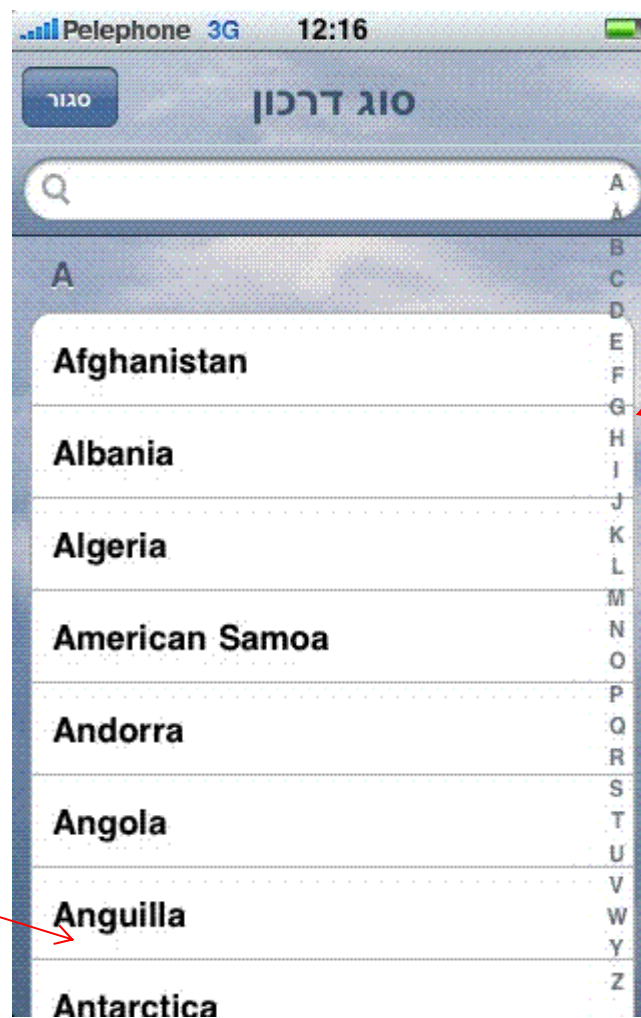 Pelephone 3G 12:16
סגור סוג דרכון
A
Afghanistan
Albania
Algeria
American Samoa
Andorra
Angola
Anguilla
Antarctica
A
Å
B
C
D
E
F
G
H
I
J
K
L
M
N
O
P
Q
R
S
T
U
V
W
Y
Z